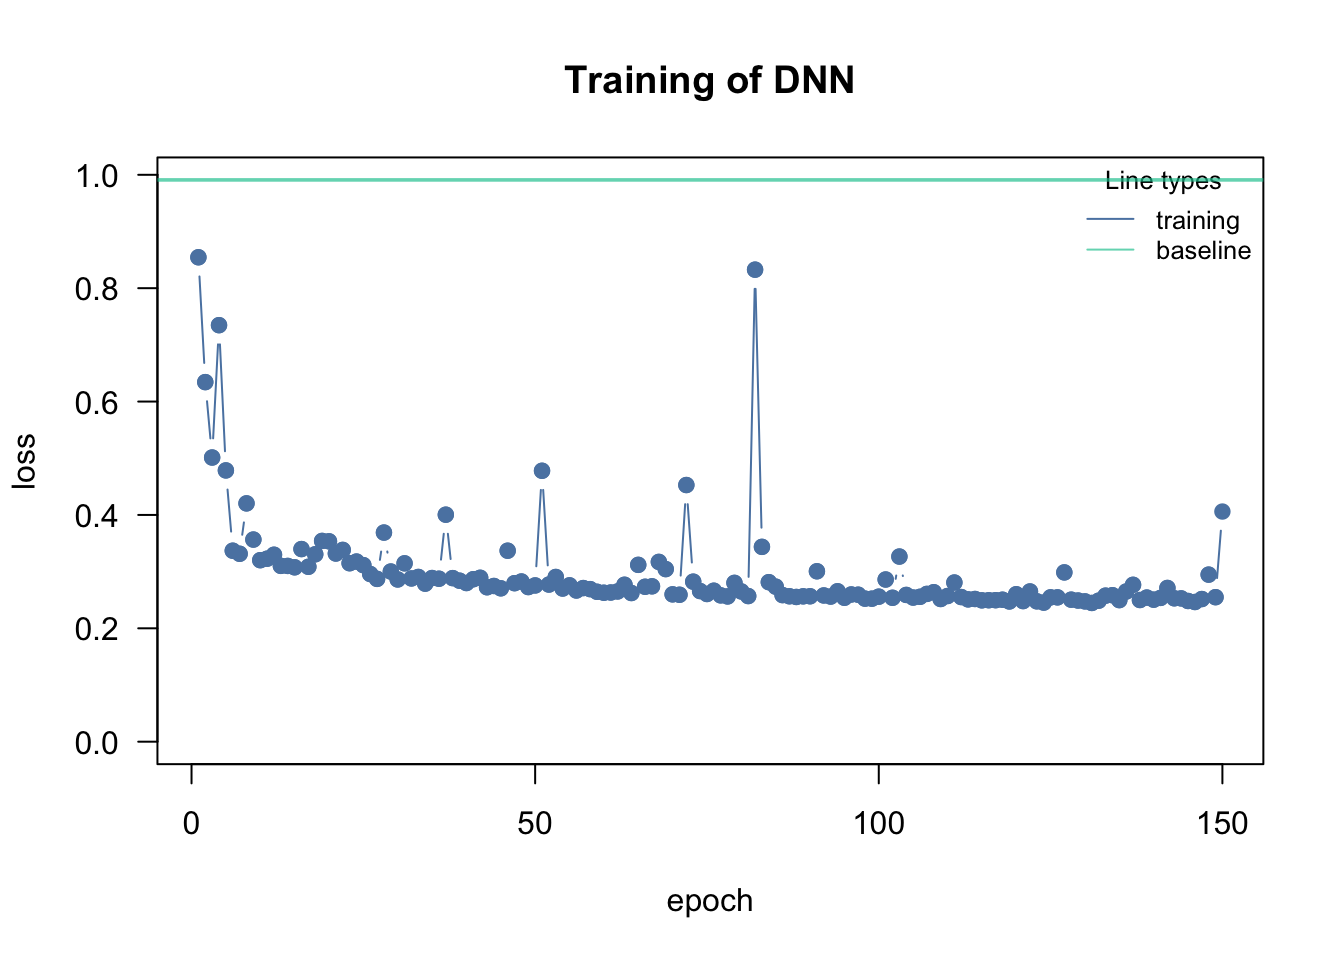 Training of DNN
1.0
0.8
0.6
0.4
0.2
0.0
loss
Line types
training
baseline
0 50 100 150
epoch